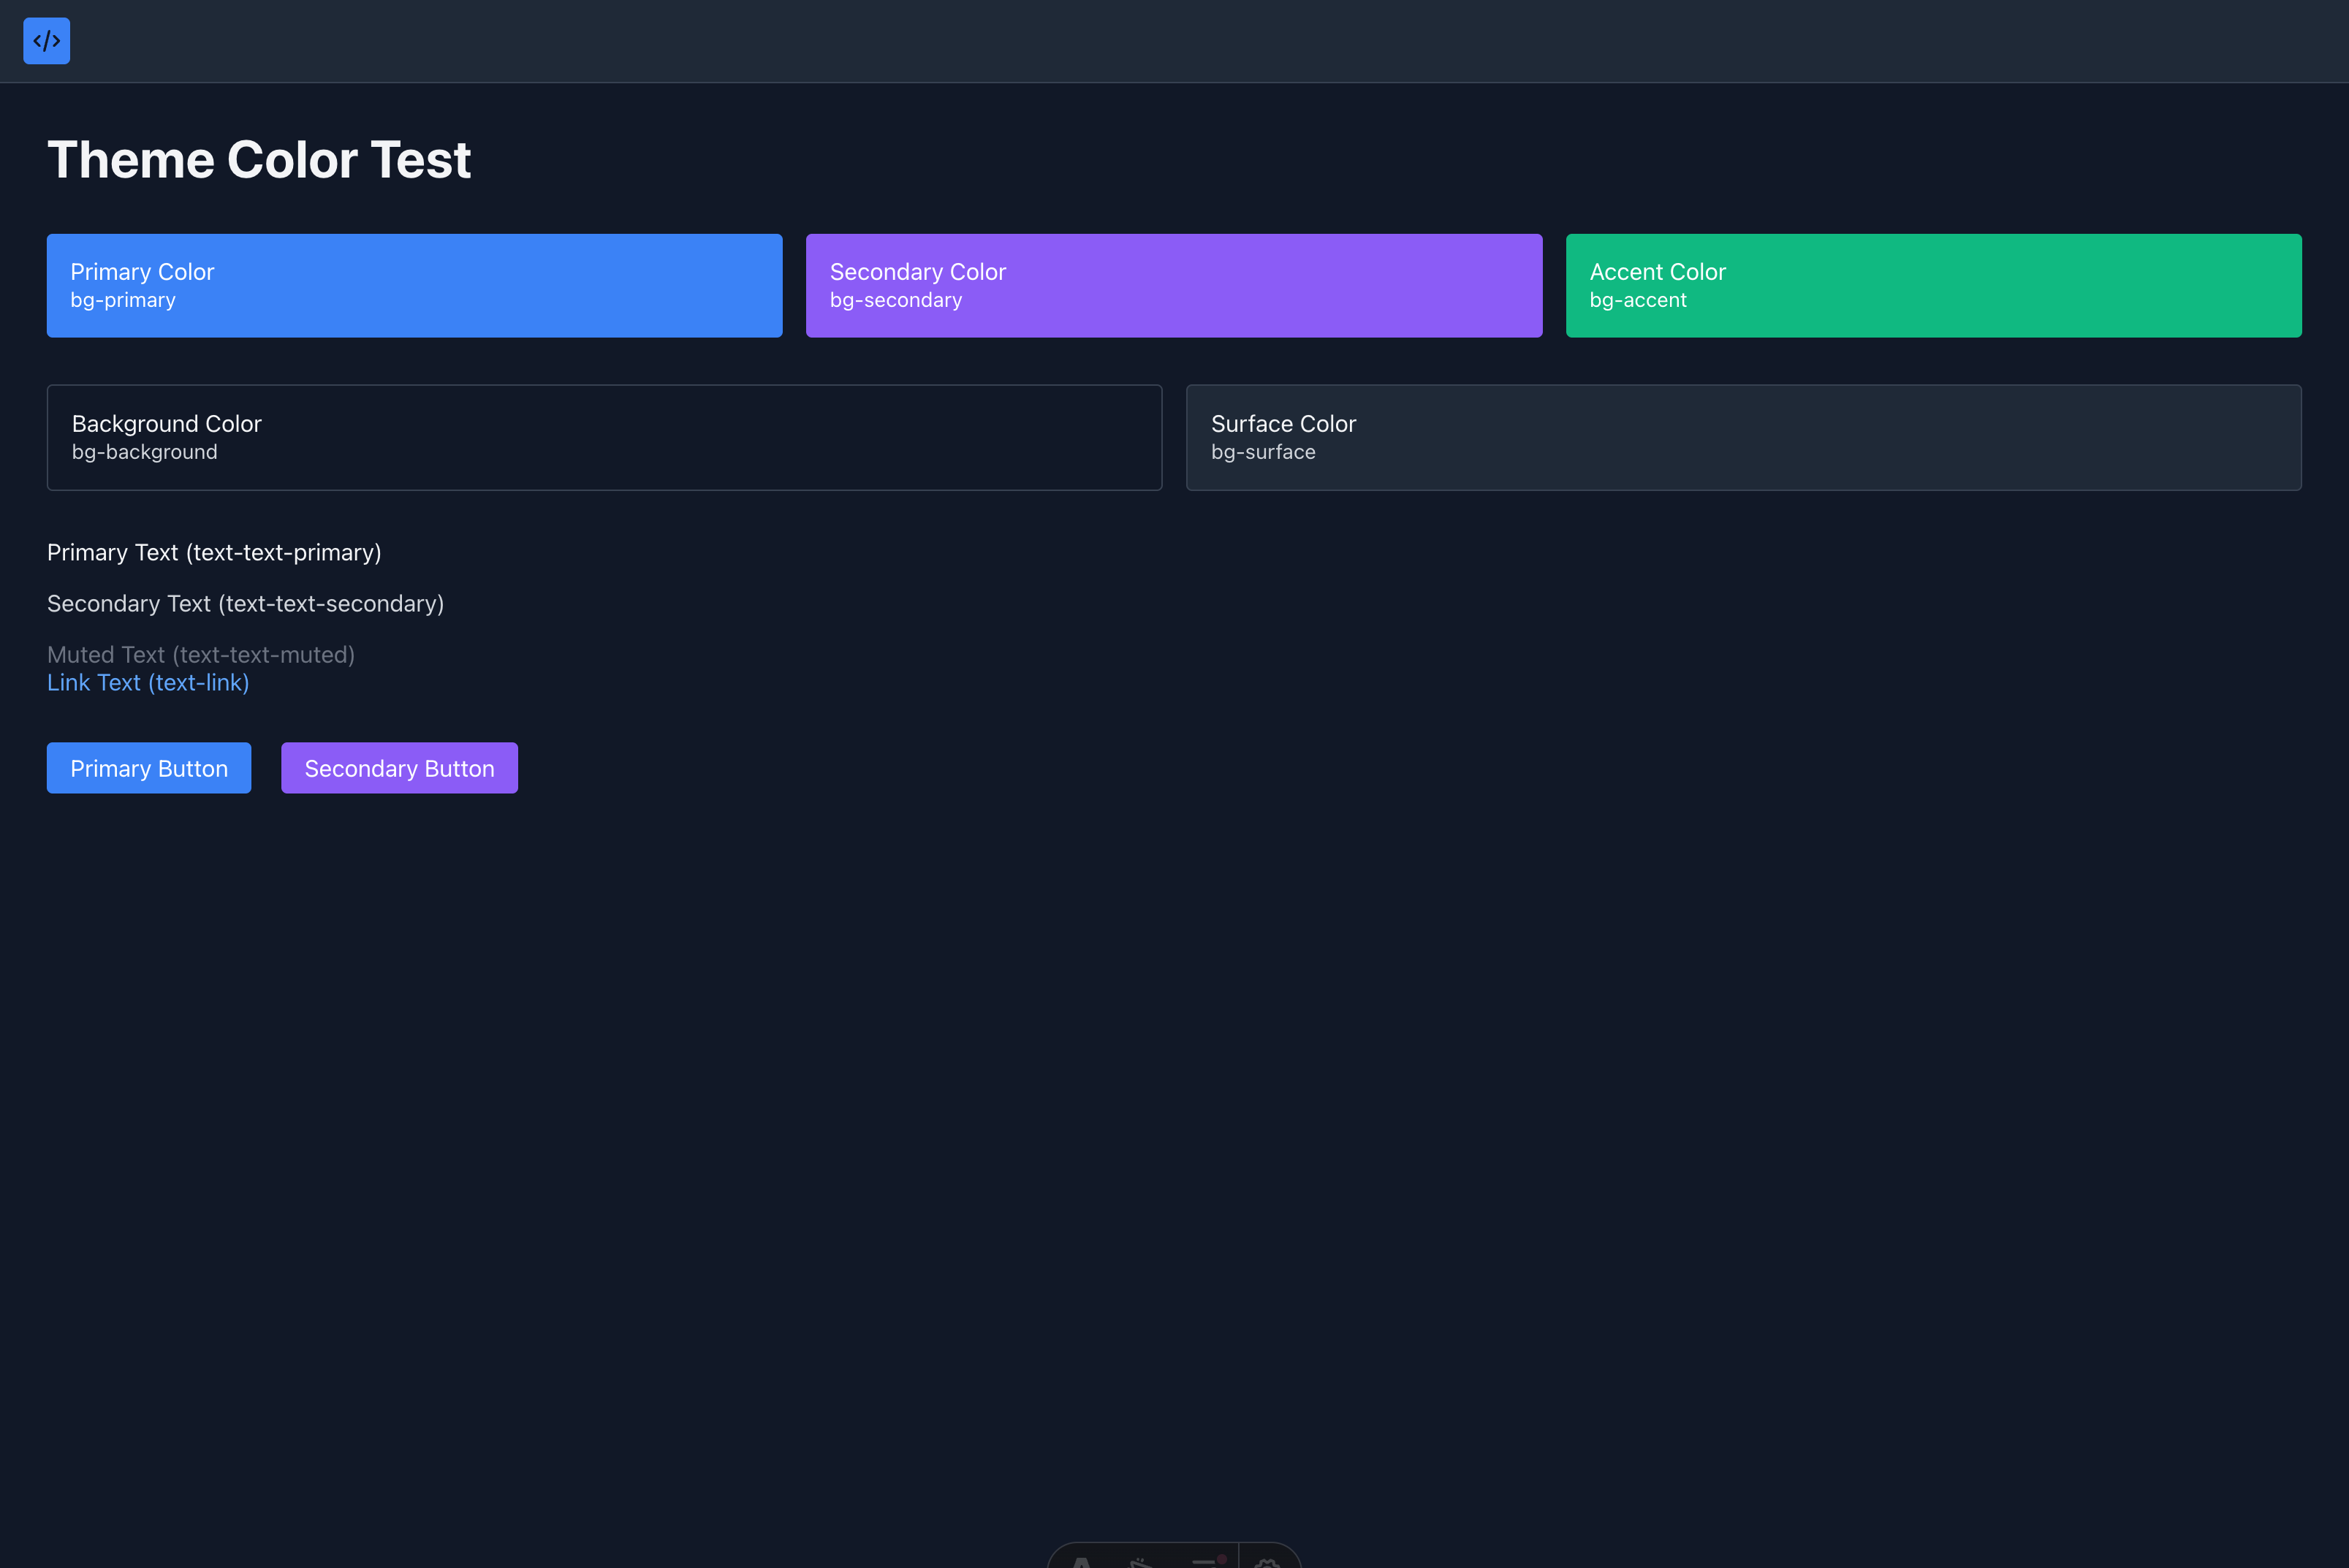 </>
Theme Color Test
Primary Color
bg-primary
Secondary Color
bg-secondary
Accent Color
bg-accent
Background Color
bg-background
Surface Color
bg-surface
Primary Text (text-text-primary)
Secondary Text (text-text-secondary)
Muted Text (text-text-muted)
Link Text (text-link)
Primary Button
Secondary Button